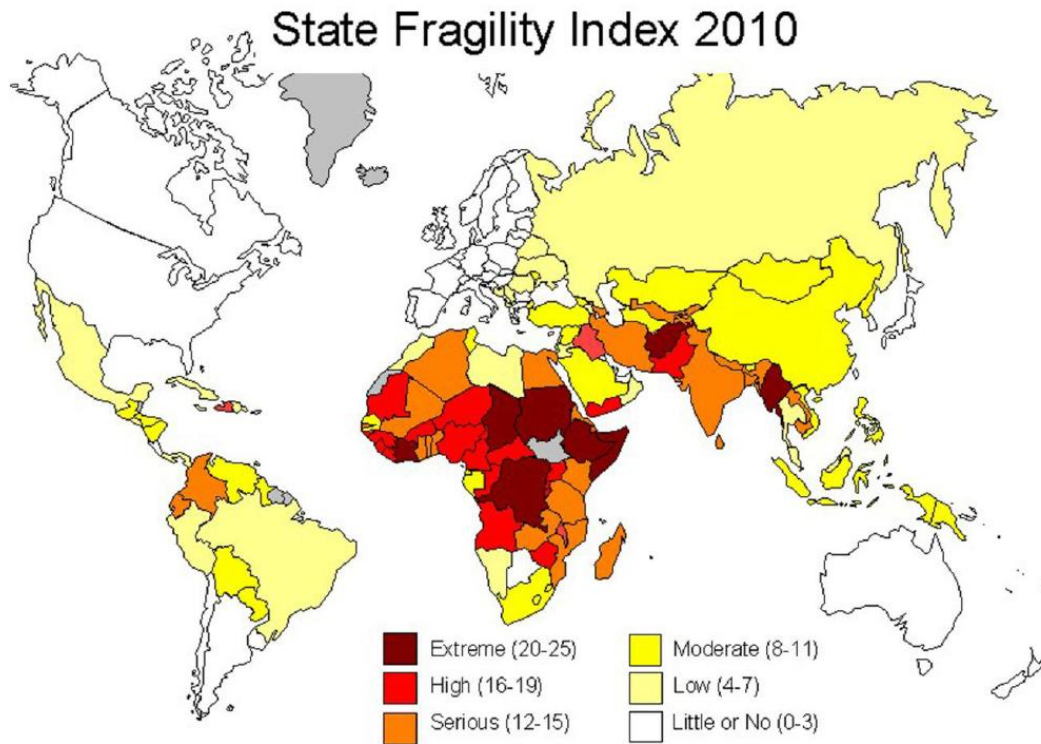 State Fragility Index 2010
Extreme (20-25)
High (16-19)
Serious (12-15)
Moderate (8-11)
Low (4-7)
Little or No (0-3)